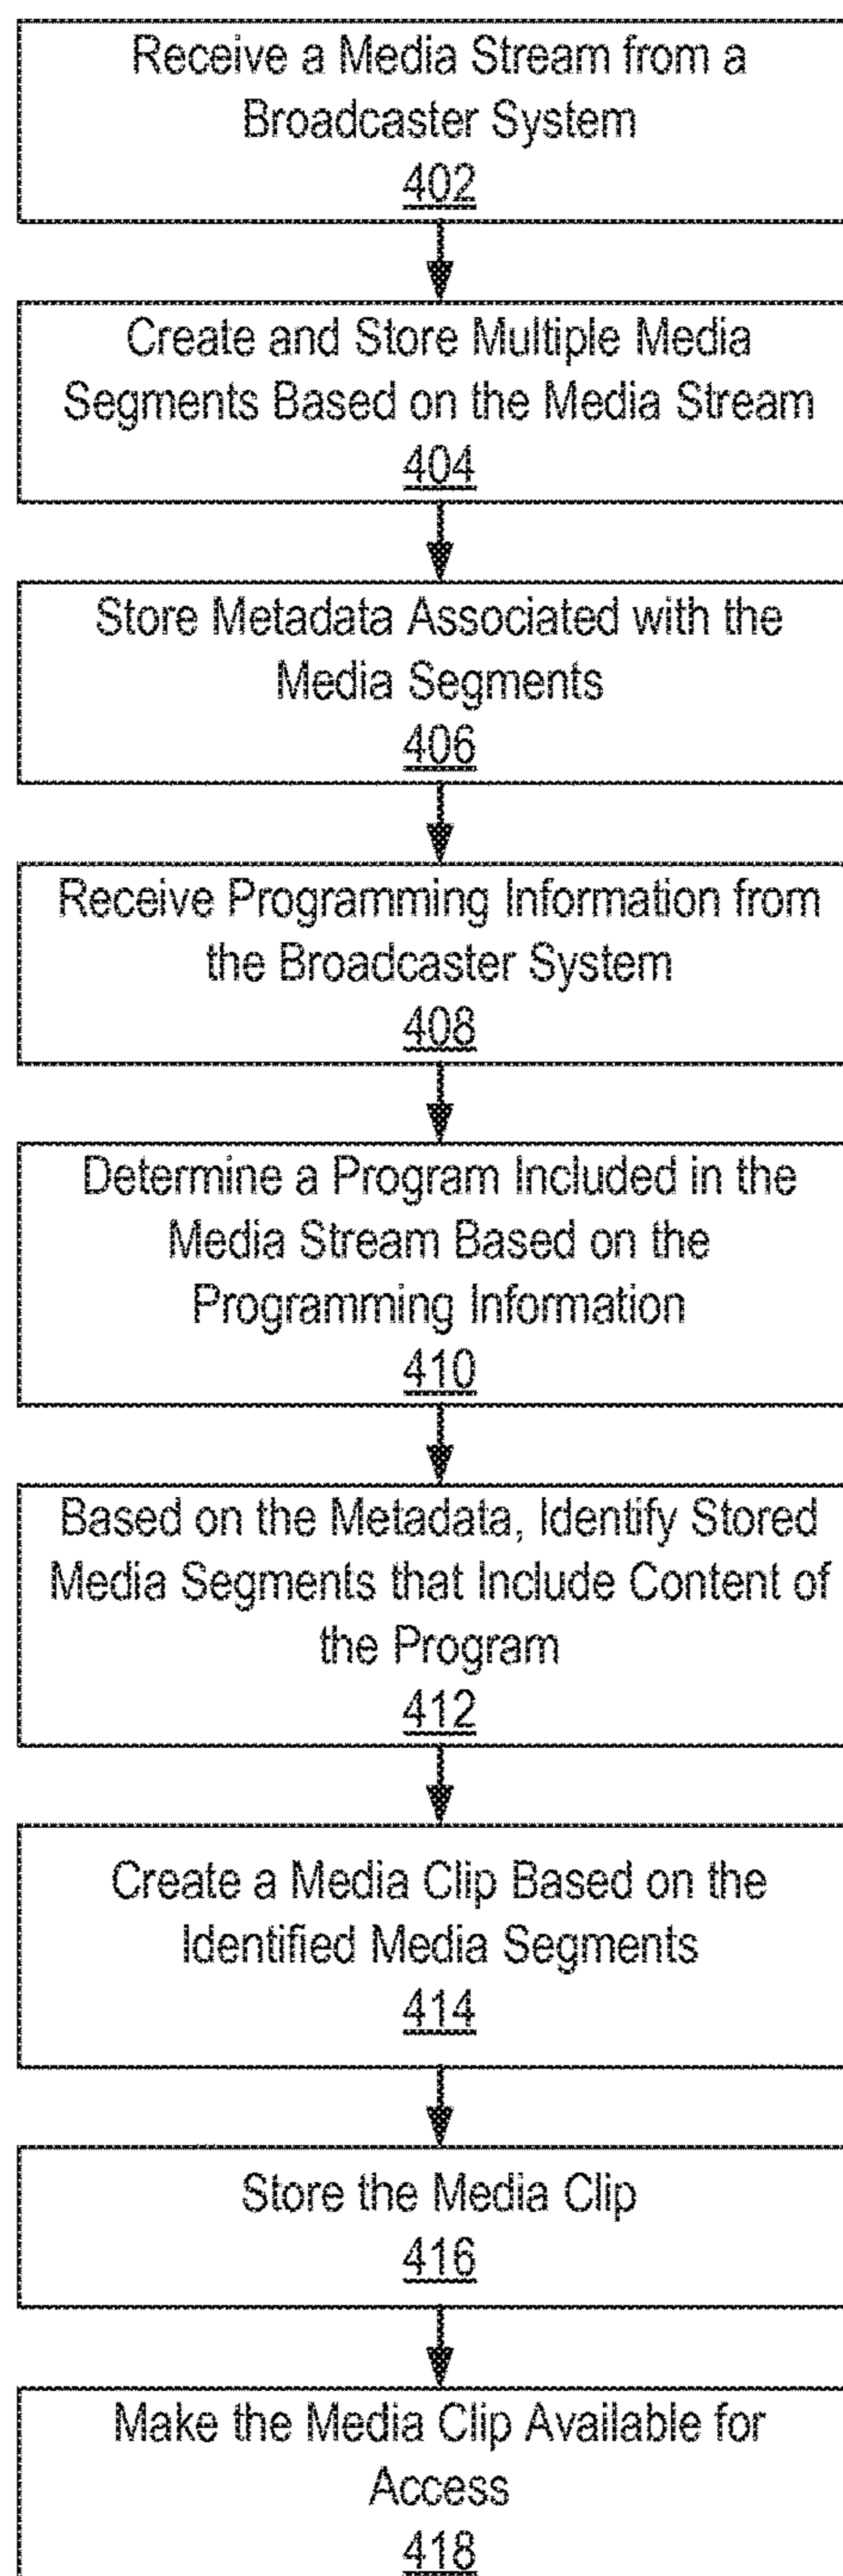 Receive a Media Stream from a
Broadcaster System
402
Create and Store Multiple Media
Segments Based on the Media Stream
404
Store Metadata Associated with the
Media Segments
406
Receive Programming Information from
the Broadcaster System
408
Determine a Program Included in the
Media Stream Based on the
Programming Information
410
Based on the Metadata, Identify Stored
Media Segments that Include Content of
the Program
412
Create a Media Clip Based on the
Identified Media Segments
414
Store the Media Clip
416
Make the Media Clip Available for
Access
418